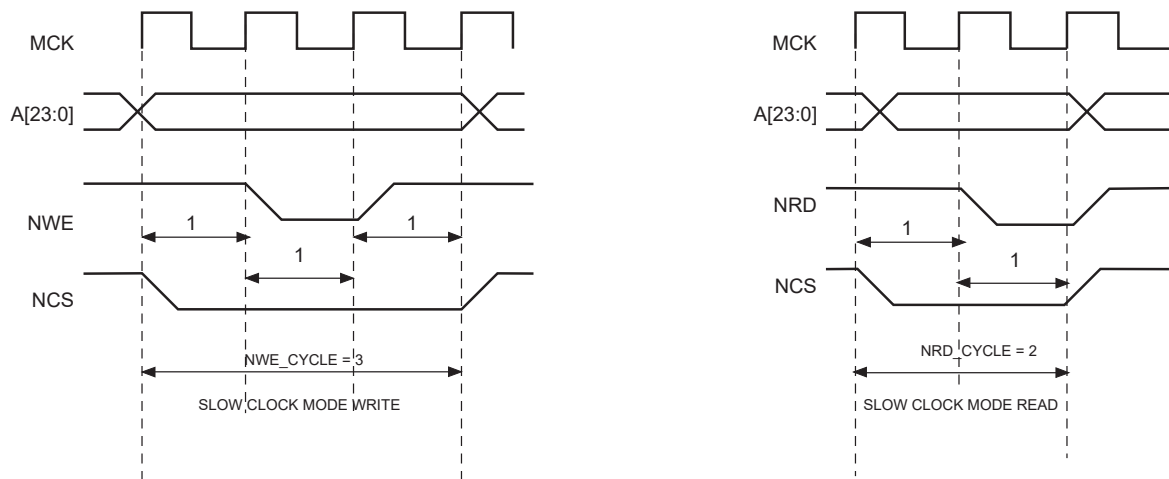 MCK
A[23:0]
NWE
1
1
1
NCS
NWE_CYCLE = 3
SLOW CLOCK MODE WRITE
MCK
A[23:0]
NRD
1
1
NCS
NRD_CYCLE = 2
SLOW CLOCK MODE READ